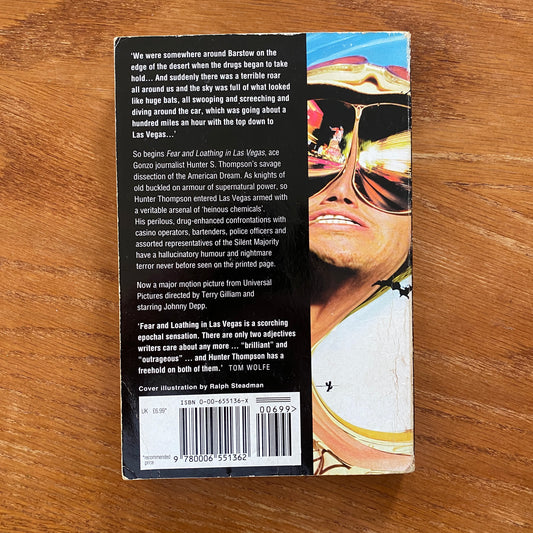 'We were somewhere around Barstow on the
edge of the desert when the drugs began to take
hold... And suddenly there was a terrible roar
all around us and the sky was full of what looked
like huge bats, all swooping and screeching and
diving around the car, which was going about a
hundred miles an hour with the top down to
Las Vegas...'
So begins Fear and Loathing in Las Vegas, ace
Gonzo journalist Hunter S. Thompson's savage
dissection of the American Dream. As knights of
old buckled on armour of supernatural power, so
Hunter Thompson entered Las Vegas armed with
a veritable arsenal of 'heinous chemicals'.
His perilous, drug-enhanced confrontations with
casino operators, bartenders, police officers and
assorted representatives of the Silent Majority
have a hallucinatory humour and nightmare
terror never before seen on the printed page.
Now a major motion picture from Universal
Pictures directed by Terry Gilliam and
starring Johnny Depp.
'Fear and Loathing in Las Vegas is a scorching
epochal sensation. There are only two adjectives
writers care about any more ... "brilliant" and
"outrageous" ... and Hunter Thompson has a
freehold on both of them.' TOM WOLFE
Cover illustration by Ralph Steadman
ISBN 0-00-655136-X
UK £6.99*
00699>
*recommended
price
9 780006 551362